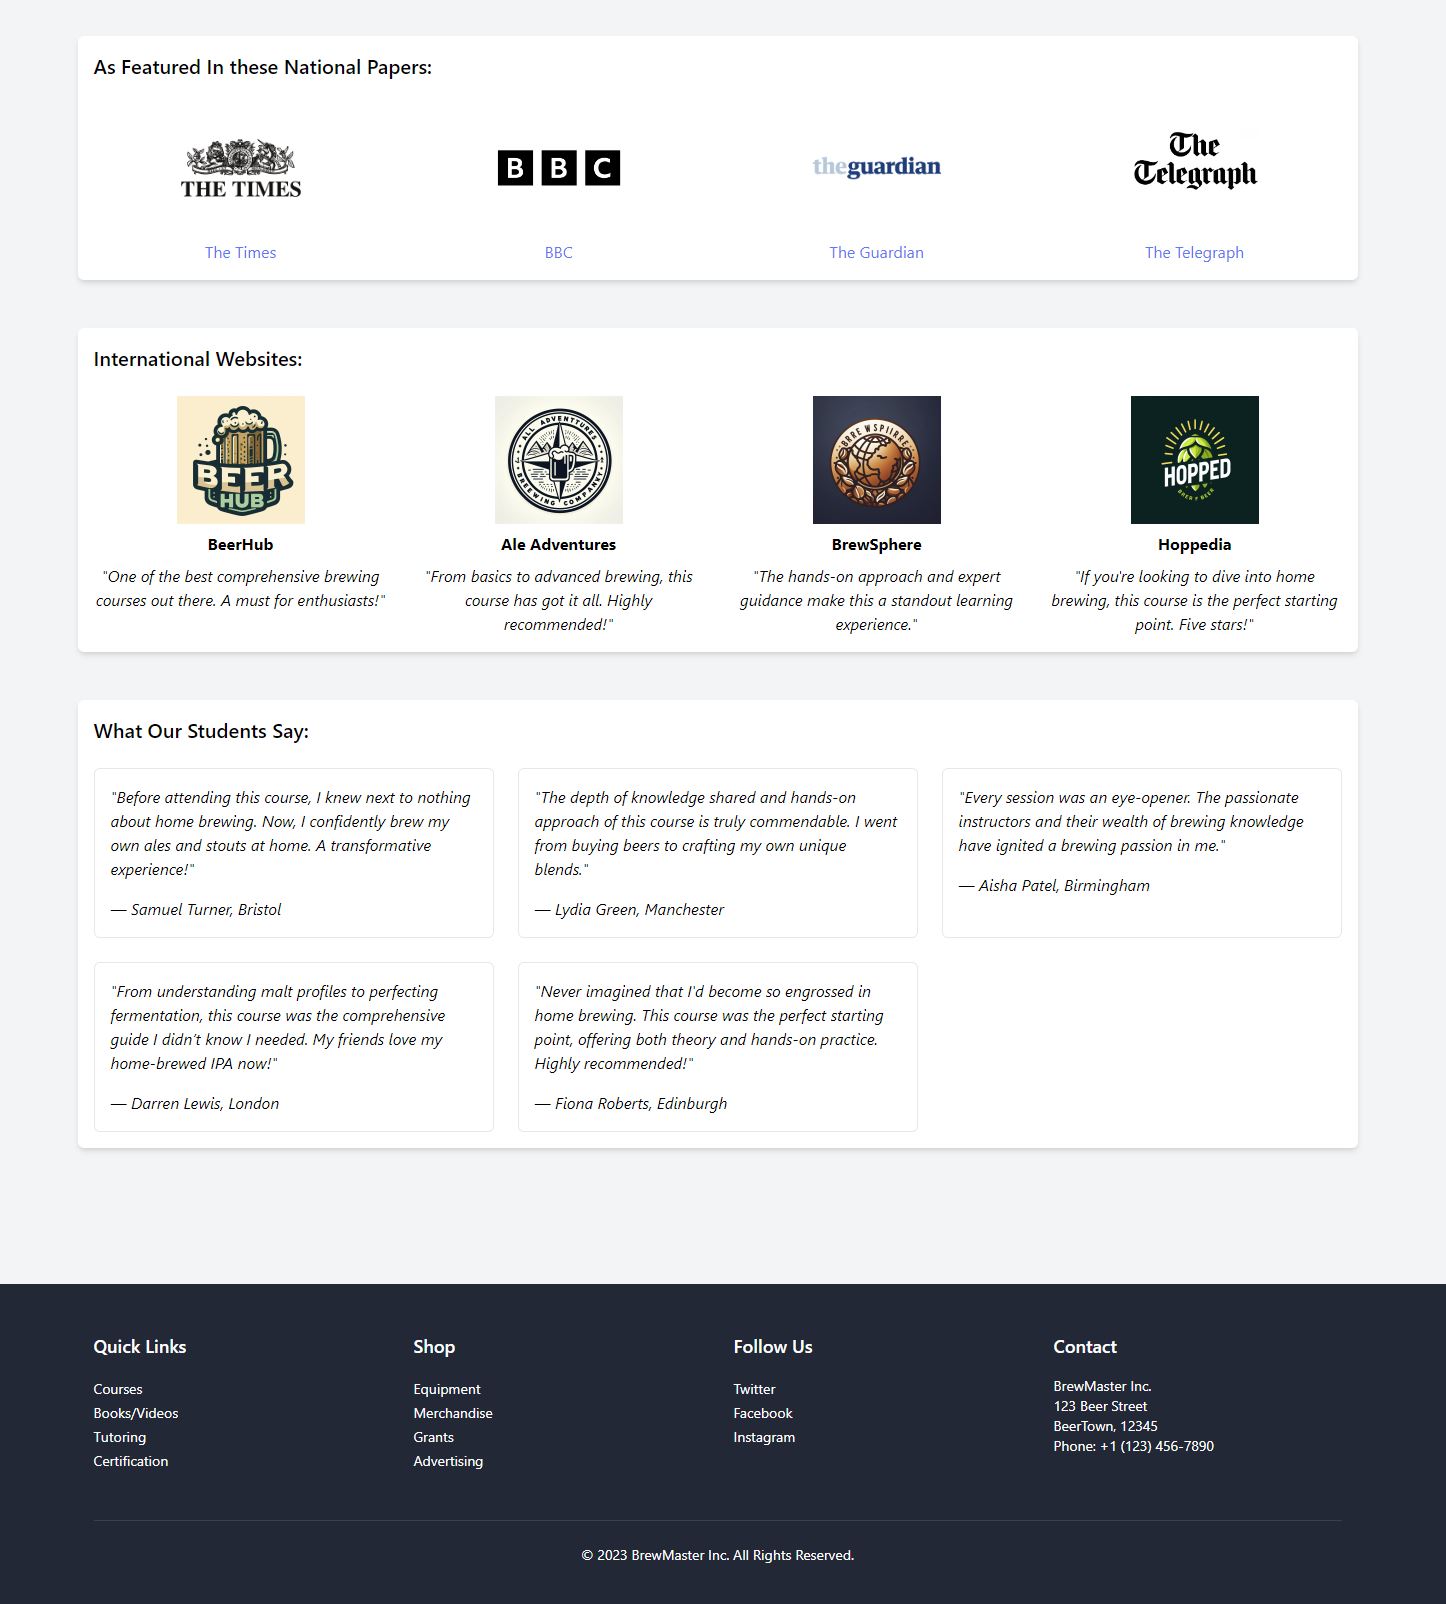 As Featured In these National Papers:
THE TIMES
BBC
theguardian
The
Telegraph
The Times
BBC
The Guardian
The Telegraph
International Websites:
BEER
HUB
ALL ADVENTTURES
BREEWING COMPANKY
BRRE WSPIIRRE
HOPPED
BeerHub
Ale Adventures
BrewSphere
Hoppedia
"One of the best comprehensive brewing
courses out there. A must for enthusiasts!"
"From basics to advanced brewing, this
course has got it all. Highly
recommended!"
"The hands-on approach and expert
guidance make this a standout learning
experience."
"If you're looking to dive into home
brewing, this course is the perfect starting
point. Five stars!"
What Our Students Say:
"Before attending this course, I knew next to nothing
about home brewing. Now, I confidently brew my
own ales and stouts at home. A transformative
experience!"
— Samuel Turner, Bristol
"The depth of knowledge shared and hands-on
approach of this course is truly commendable. I went
from buying beers to crafting my own unique
blends."
— Lydia Green, Manchester
"Every session was an eye-opener. The passionate
instructors and their wealth of brewing knowledge
have ignited a brewing passion in me."
— Aisha Patel, Birmingham
"From understanding malt profiles to perfecting
fermentation, this course was the comprehensive
guide I didn't know I needed. My friends love my
home-brewed IPA now!"
— Darren Lewis, London
"Never imagined that I'd become so engrossed in
home brewing. This course was the perfect starting
point, offering both theory and hands-on practice.
Highly recommended!"
— Fiona Roberts, Edinburgh
Quick Links
Courses
Books/Videos
Tutoring
Certification
Shop
Equipment
Merchandise
Grants
Advertising
Follow Us
Twitter
Facebook
Instagram
Contact
BrewMaster Inc.
123 Beer Street
BeerTown, 12345
Phone: +1 (123) 456-7890
© 2023 BrewMaster Inc. All Rights Reserved.